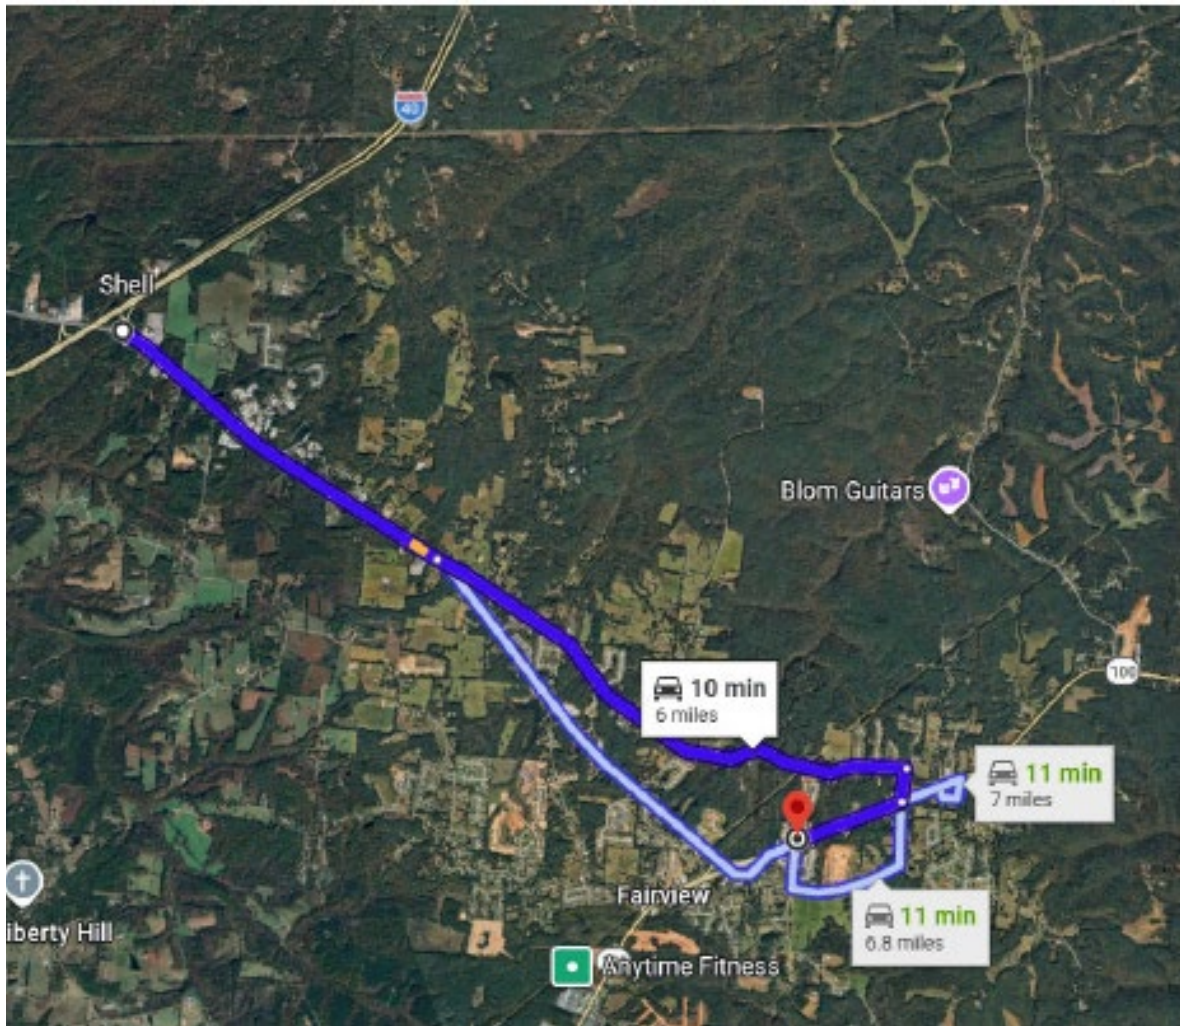 40
Shell
Blom Guitars
100
10 min
6 miles
11 min
7 miles
Fairview
11 min
6.8 miles
iberty Hill
Anytime Fitness